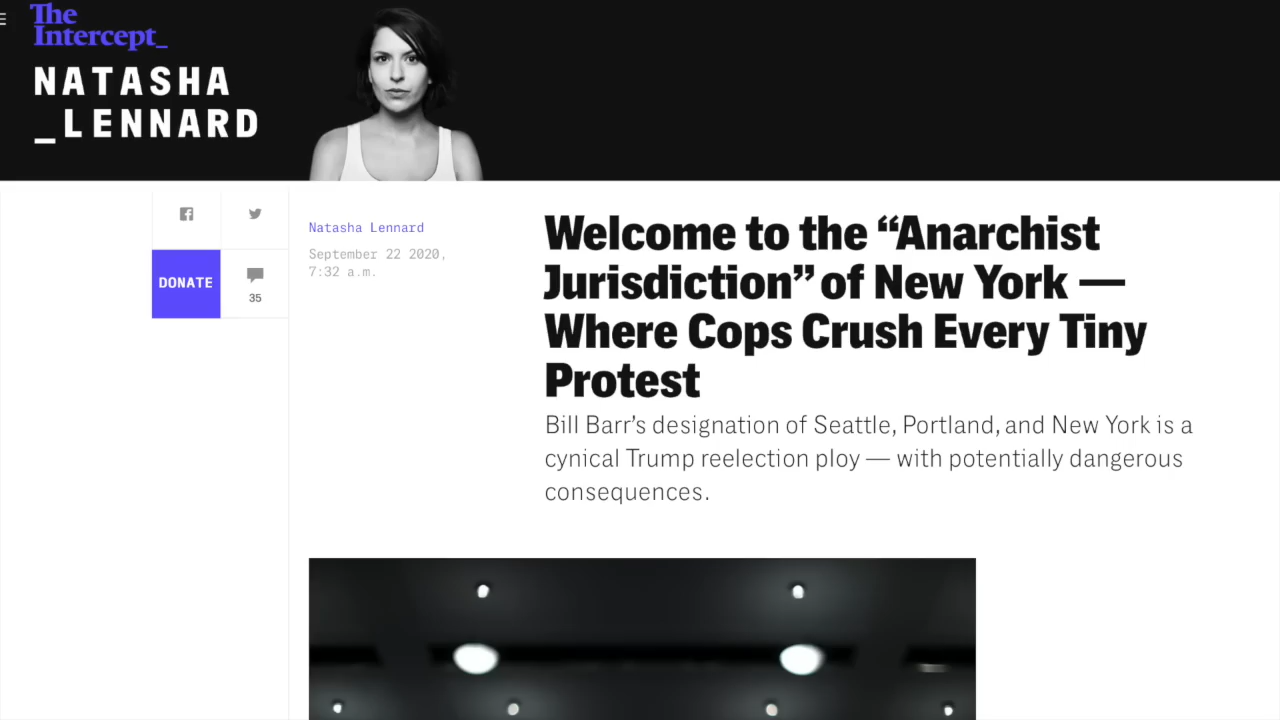 The
Intercept_
NATASHA
_LENNARD
DONATE
35
Natasha Lennard
September 22 2020,
7:32 a.m.
Welcome to the “Anarchist
Jurisdiction” of New York —
Where Cops Crush Every Tiny
Protest
Bill Barr’s designation of Seattle, Portland, and New York is a
cynical Trump reelection ploy — with potentially dangerous
consequences.